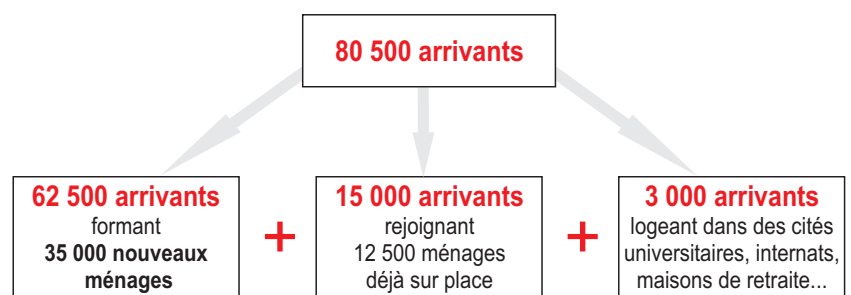 80 500 arrivants
62 500 arrivants
formant
35 000 nouveaux
ménages
+
15 000 arrivants
rejoignant
12 500 ménages
déjà sur place
+
3 000 arrivants
logeant dans des cités
universitaires, internats,
maisons de retraite...